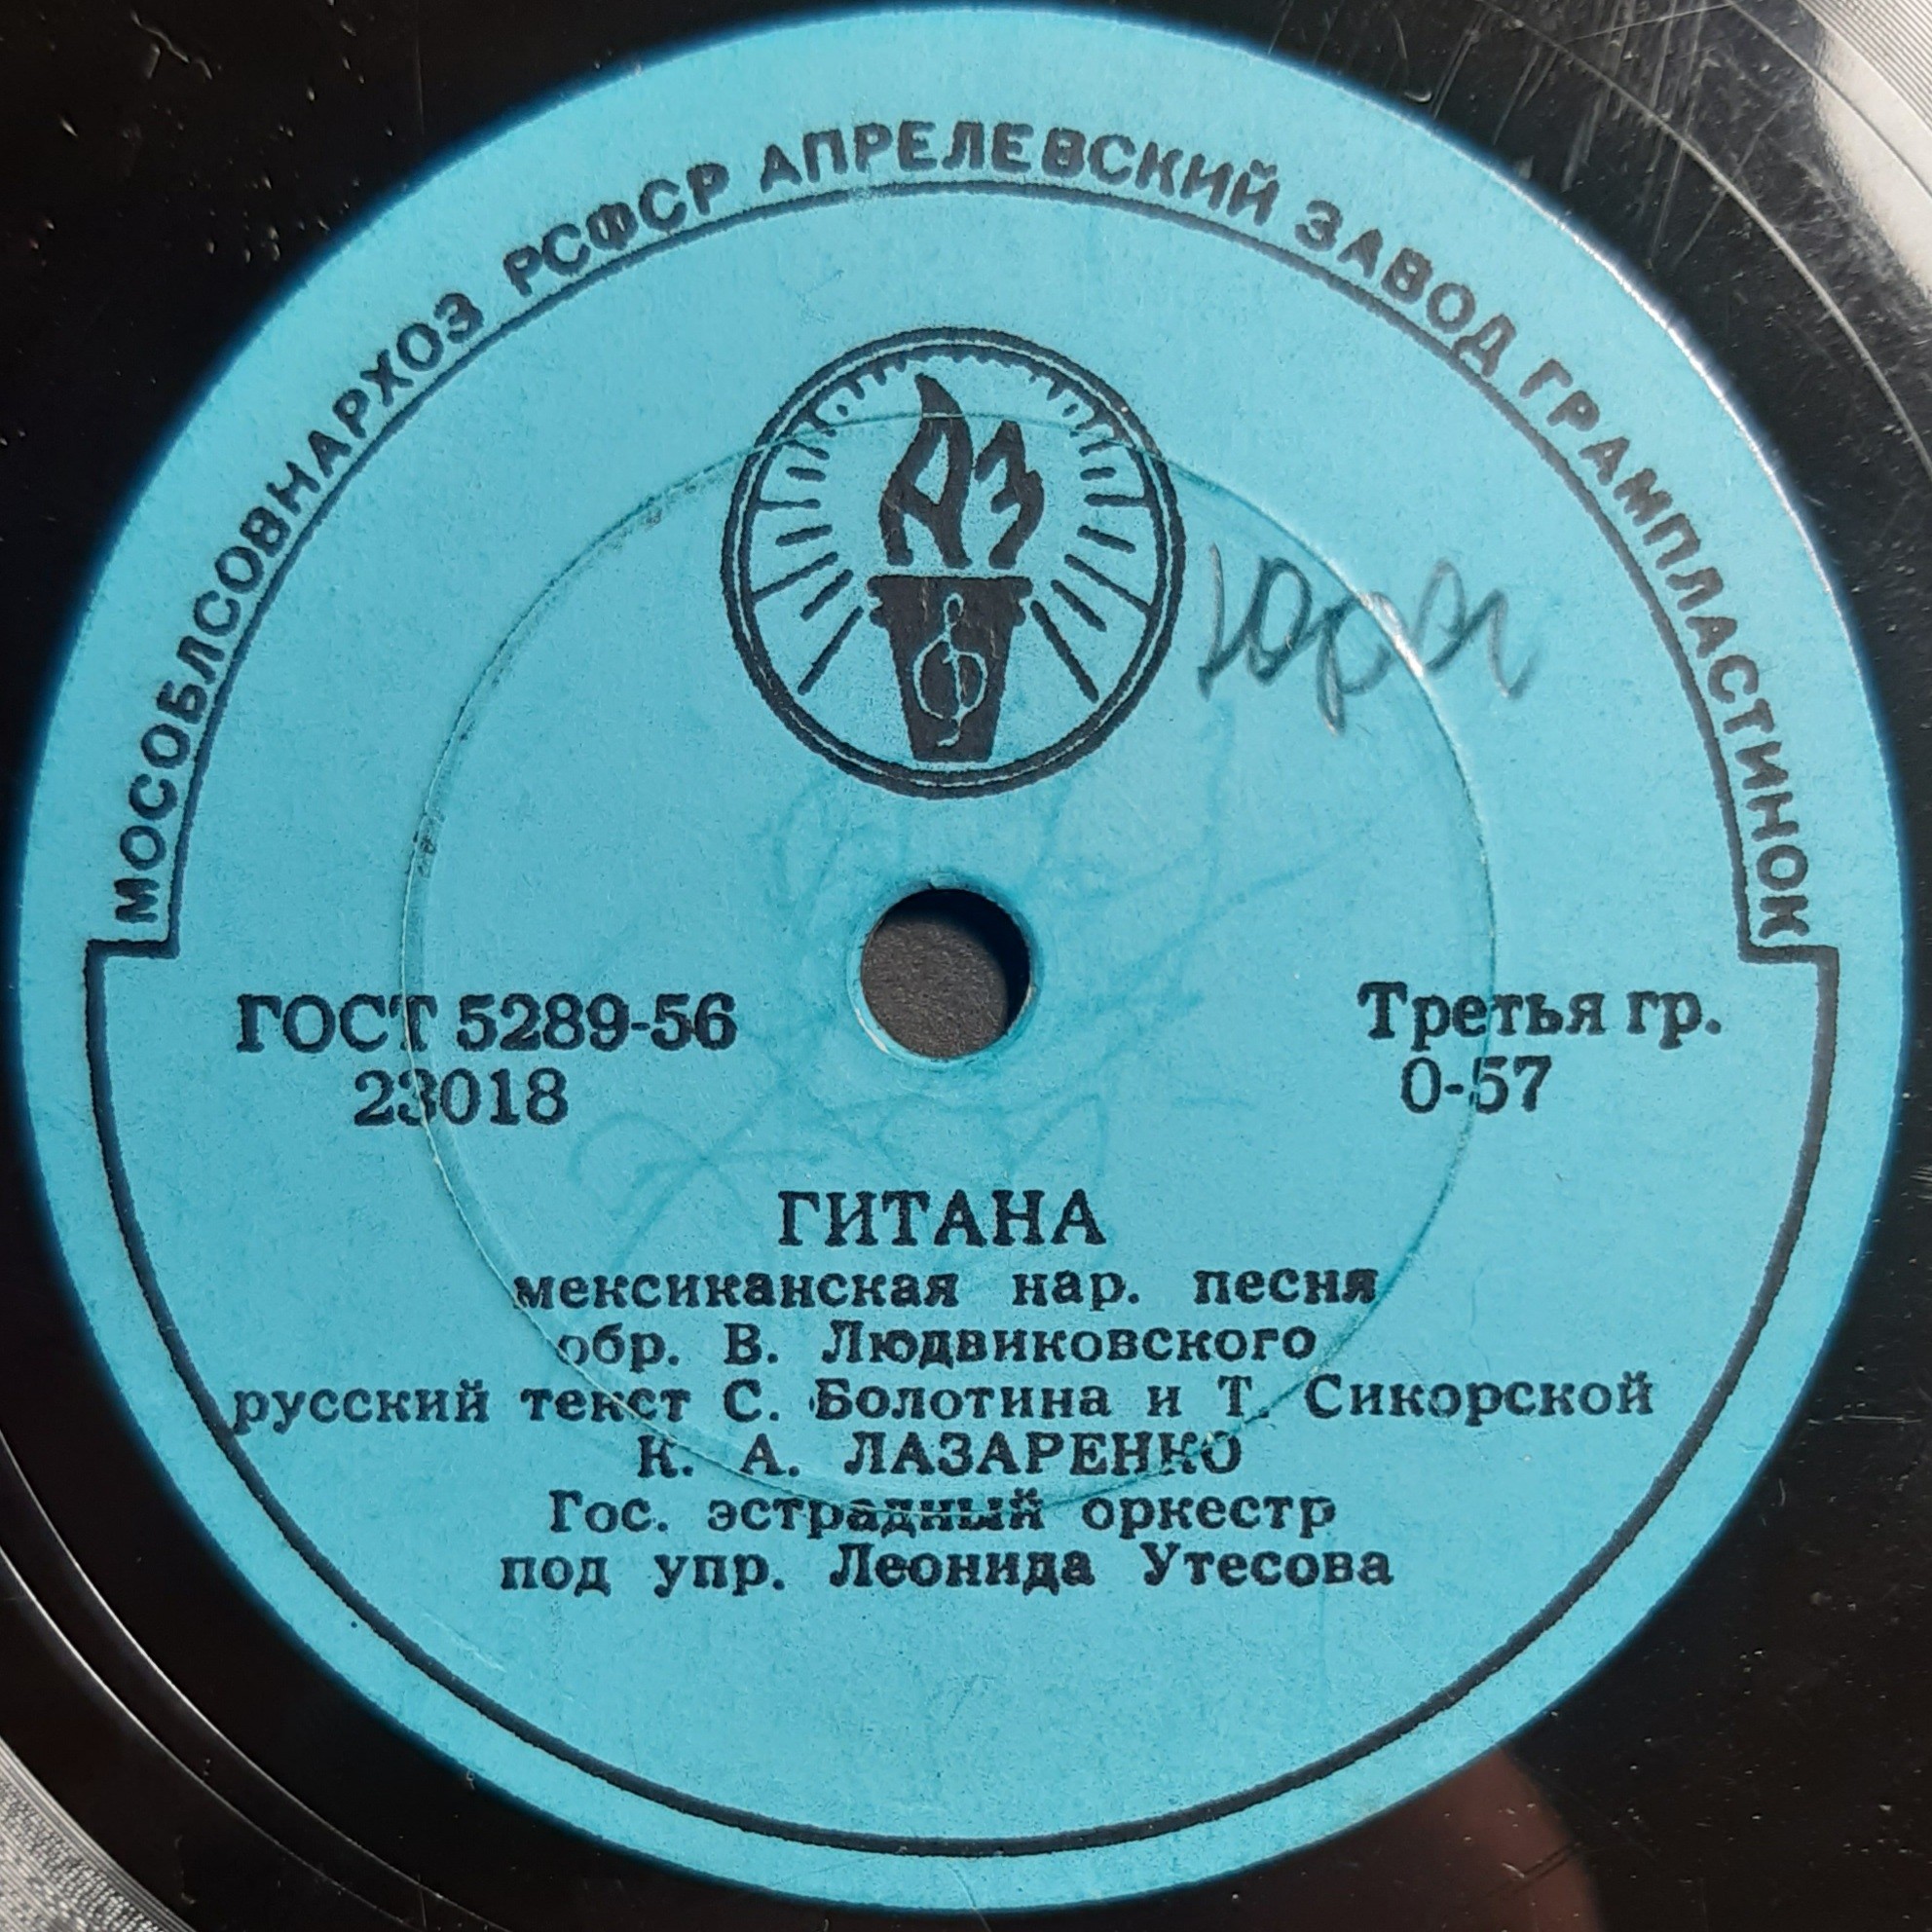 МОСОБЛСОВНАРХОЗ РСФСР АПРЕЛЕВСКИЙ ЗАВОД ГРАМПЛАСТИНОК
АЗ
Юра
ГОСТ 5289-56
23018
Третья гр.
0-57
ГИТАНА
мексиканская нар. песня
обр. В. Людвиковского
русский текст С. Болотина и Т. Сикорской
К. А. ЛАЗАРЕНКО
Гос. эстрадный оркестр
под упр. Леонида Утесова